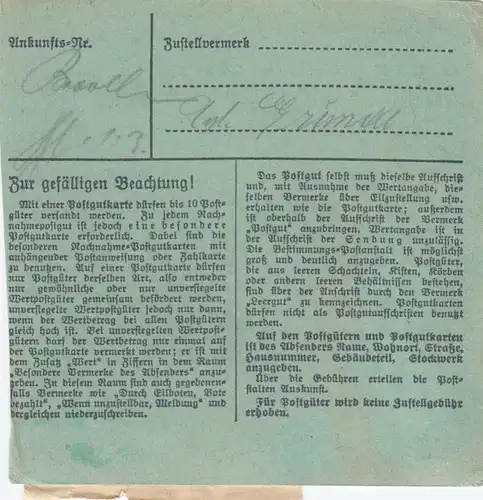 Ankunfts-Nr.
Zustellvermerk
Zur gefälligen Beachtung!
Mit einer Postgutkarte dürfen bis 10 Post-
güter versandt werden. Zu jedem Nach-
nahmepostgut ist jedoch eine besondere
Postgutkarte erforderlich. Dabei sind die
besonderen Nachnahme-Postgutkarten mit
anhängender Postanweisung oder Zahlkarte
zu benutzen. Auf einer Postgutkarte dürfen
nur Postgüter derselben Art, also entweder
nur gewöhnliche oder nur unversiegelte
Wertpostgüter gemeinsam befördert werden,
unversiegelte Wertpostgüter jedoch nur dann,
wenn der Wertbetrag bei allen Postgütern
gleich hoch ist. Bei unversiegelten Wertpost-
gütern darf der Wertbetrag nur einmal auf
der Postgutkarte vermerkt werden; er ist mit
dem Zusatz „Wert" in Ziffern in dem Raum
„Besondere Vermerke des Absenders" anzu-
geben. Zu diesem Raum sind auch gegebenen-
falls Vermerke wie „Durch Eilboten, Bote
bezahlt", „Wenn unzustellbar, Meldung" und
dergleichen niederzuschreiben.
Das Postgut selbst muß dieselbe Aufschrift
und, mit Ausnahme der Wertangabe, die-
selben Vermerke über Eilzustellung usw.
erhalten wie die Postgutkarte; außerdem
ist oberhalb der Aufschrift der Vermerk
„Postgut" anzubringen, Wertangabe ist in
der Aufschrift der Sendung unzulässig.
Die Bestimmungs-Postanstalt ist möglichst
groß und deutlich anzugeben. Postgüter,
die aus leeren Schachteln, Kisten, Körben
oder anderen leeren Behältnissen bestehen,
sind über der Aufschrift durch den Vermerk
„Leergut" zu kennzeichnen. Postgutkarten
dürfen nicht als Postgutaufschriften benutzt
werden.
Auf den Postgütern und Postgutkarten
ist des Absenders Name, Wohnort, Straße,
Hausnummer, Gebäudeteil, Stockwerk
anzugeben.
Über die Gebühren erteilen die Post-
stalten Auskunft.
Für Postgüter wird keine Zustellgebühr
erhoben.